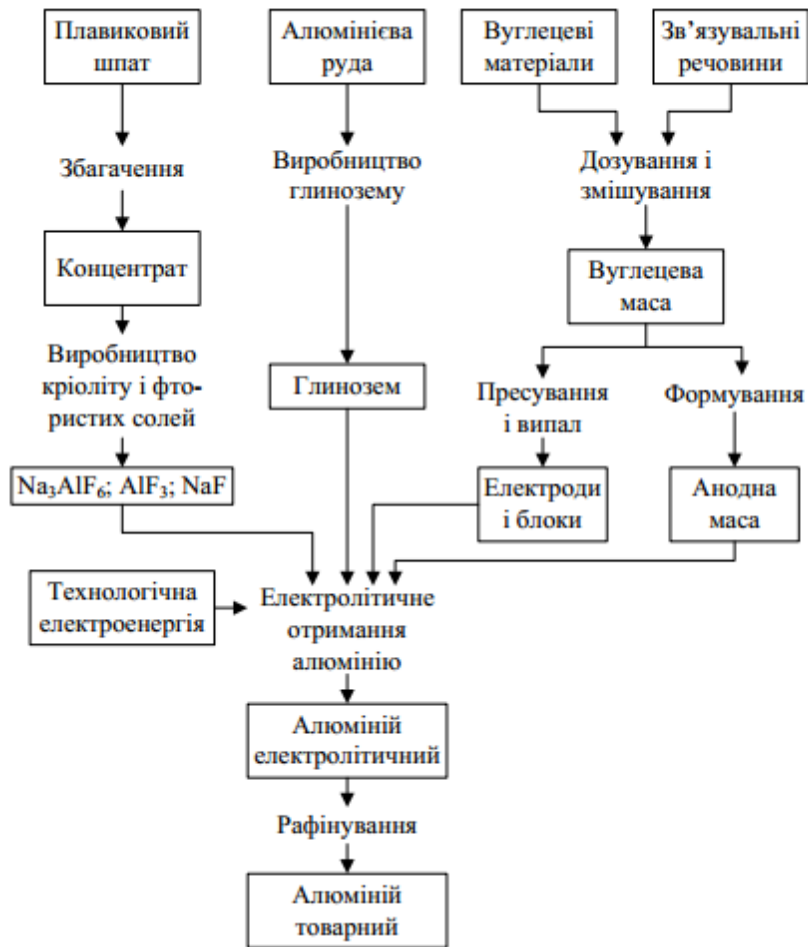 Плавиковий
шпат
Алюмінієва
руда
Вуглецеві
матеріали
Зв’язувальні
речовини
Збагачення
Виробництво
глинозему
Дозування і
змішування
Концентрат
Вуглецева
маса
Виробництво
кріоліту і фто-
ристих солей
Глинозем
Пресування
і випал
Формування
Na₃AlF₆; AlF₃; NaF
Електроди
і блоки
Анодна
маса
Технологічна
електроенергія
Електролітичне
отримання
алюмінію
Алюміній
електролітичний
Рафінування
Алюміній
товарний